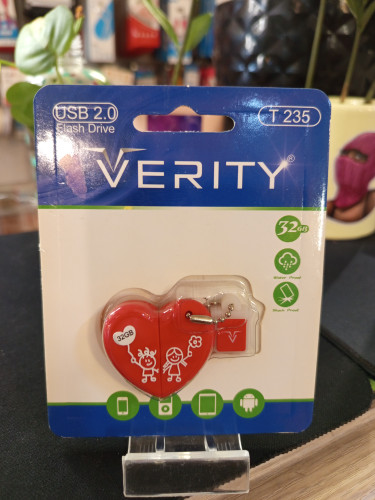 USB 2.0
Flash Drive
T 235
VERITY®
32GB
Water-Proof
Shock-Proof
32GB